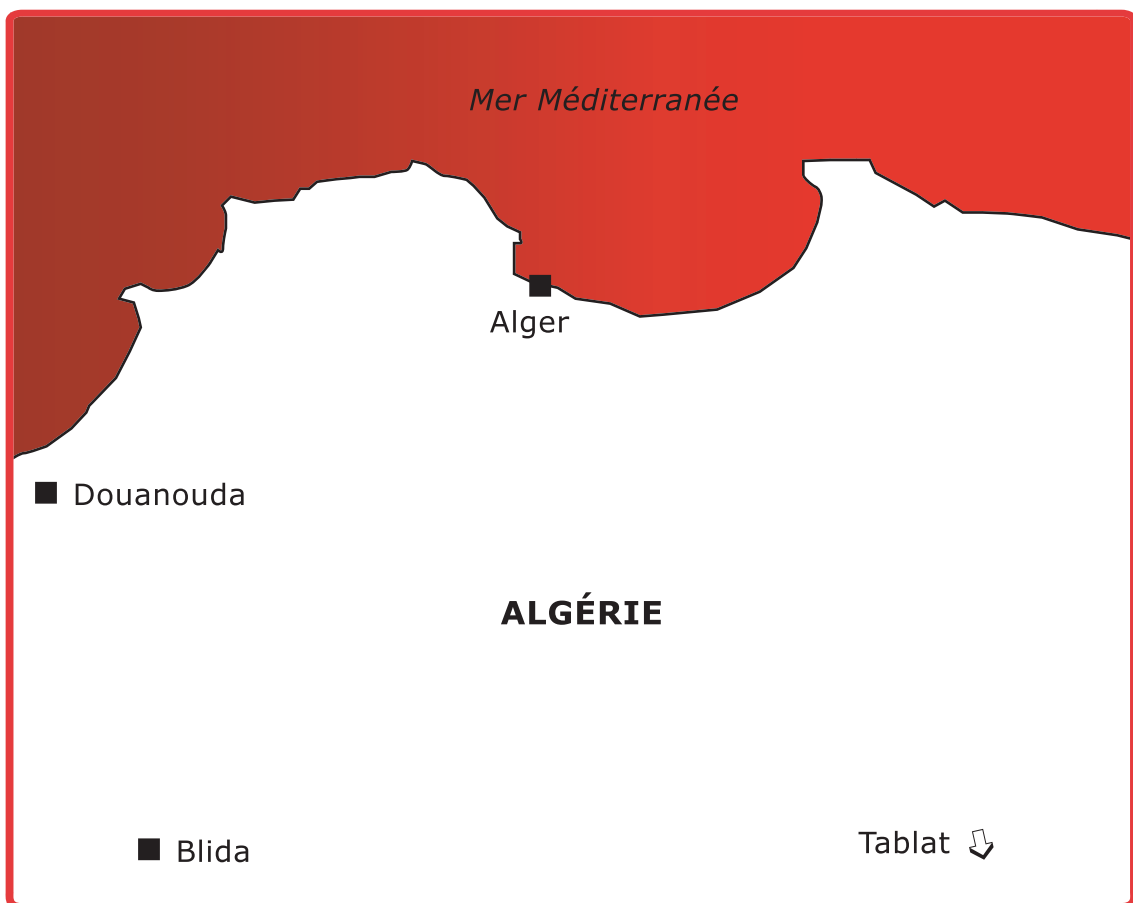 Mer Méditerranée
Alger
Douanouda
ALGÉRIE
Tablat
Blida